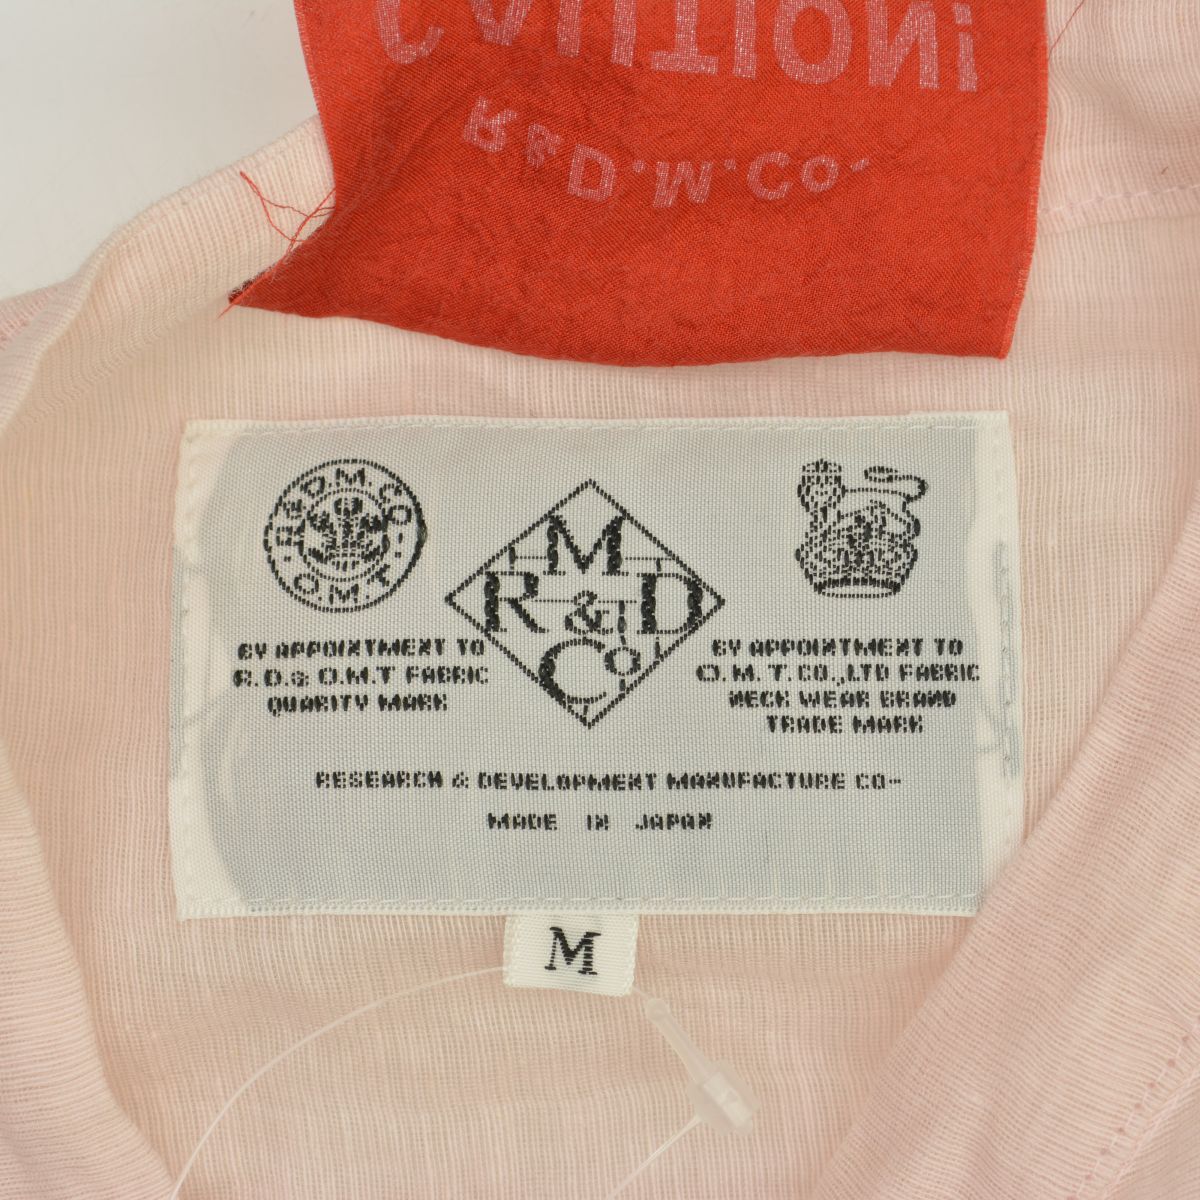 CAUTION!
R&D.M.Co-
·R&D.M.CO·
O.M.T.
M
R&D
Co.
BY APPOINTMENT TO
R.D.& O.M.T FABRIC
QUARITY MARK
BY APPOINTMENT TO
O.M.T.CO.,LTD FABRIC
NECK WEAR BRAND
TRADE MARK
RESEARCH & DEVELOPMENT MANUFACTURE CO--
MADE IN JAPAN
M